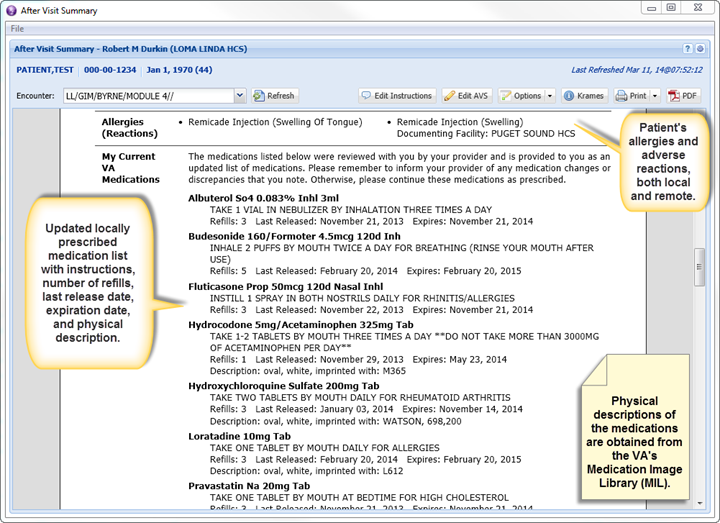 After Visit Summary
File
After Visit Summary - Robert M Durkin (LOMA LINDA HCS)
?
PATIENT,TEST 000-00-1234 Jan 1, 1970 (44) Last Refreshed Mar 11, 14@07:52:12
Encounter: LL/GIM/BYRNE/MODULE 4// Refresh Edit Instructions Edit AVS Options Krames Print PDF
Allergies (Reactions)
• Remicade Injection (Swelling Of Tongue)
• Remicade Injection (Swelling)
Documenting Facility: PUGET SOUND HCS
Patient's
allergies and
adverse
reactions,
both local
and remote.
My Current
VA
Medications
The medications listed below were reviewed with you by your provider and is provided to you as an
updated list of medications. Please remember to inform your provider of any medication changes or
discrepancies that you note. Otherwise, please continue these medications as prescribed.
Updated locally
prescribed
medication list
with instructions,
number of refills,
last release date,
expiration date,
and physical
description.
Albuterol So4 0.083% Inhl 3ml
TAKE 1 VIAL IN NEBULIZER BY INHALATION THREE TIMES A DAY
Refills: 3 Last Released: November 21, 2013 Expires: November 21, 2014
Budesonide 160/Formoter 4.5mcg 120d Inh
INHALE 2 PUFFS BY MOUTH TWICE A DAY FOR BREATHING (RINSE YOUR MOUTH AFTER
USE)
Refills: 5 Last Released: February 20, 2014 Expires: February 20, 2015
Fluticasone Prop 50mcg 120d Nasal Inhl
INSTILL 1 SPRAY IN BOTH NOSTRILS DAILY FOR RHINITIS/ALLERGIES
Refills: 3 Last Released: November 22, 2013 Expires: November 21, 2014
Hydrocodone 5mg/Acetaminophen 325mg Tab
TAKE 1-2 TABLETS BY MOUTH THREE TIMES A DAY **DO NOT TAKE MORE THAN 3000MG
OF ACETAMINOPHEN PER DAY**
Refills: 1 Last Released: November 29, 2013 Expires: May 23, 2014
Description: oval, white, imprinted with: M365
Hydroxychloroquine Sulfate 200mg Tab
TAKE TWO TABLETS BY MOUTH DAILY FOR RHEUMATOID ARTHRITIS
Refills: 3 Last Released: January 03, 2014 Expires: November 14, 2014
Description: oval, white, imprinted with: WATSON, 698,200
Loratadine 10mg Tab
TAKE ONE TABLET BY MOUTH DAILY FOR ALLERGIES
Refills: 3 Last Released: February 20, 2014 Expires: February 20, 2015
Description: oval, white, imprinted with: L612
Pravastatin Na 20mg Tab
TAKE ONE TABLET BY MOUTH AT BEDTIME FOR HIGH CHOLESTEROL
Refills: 3 Last Released: November 21, 2013 Expires: November 21, 2014
Physical
descriptions of
the medications
are obtained from
the VA's
Medication Image
Library (MIL).